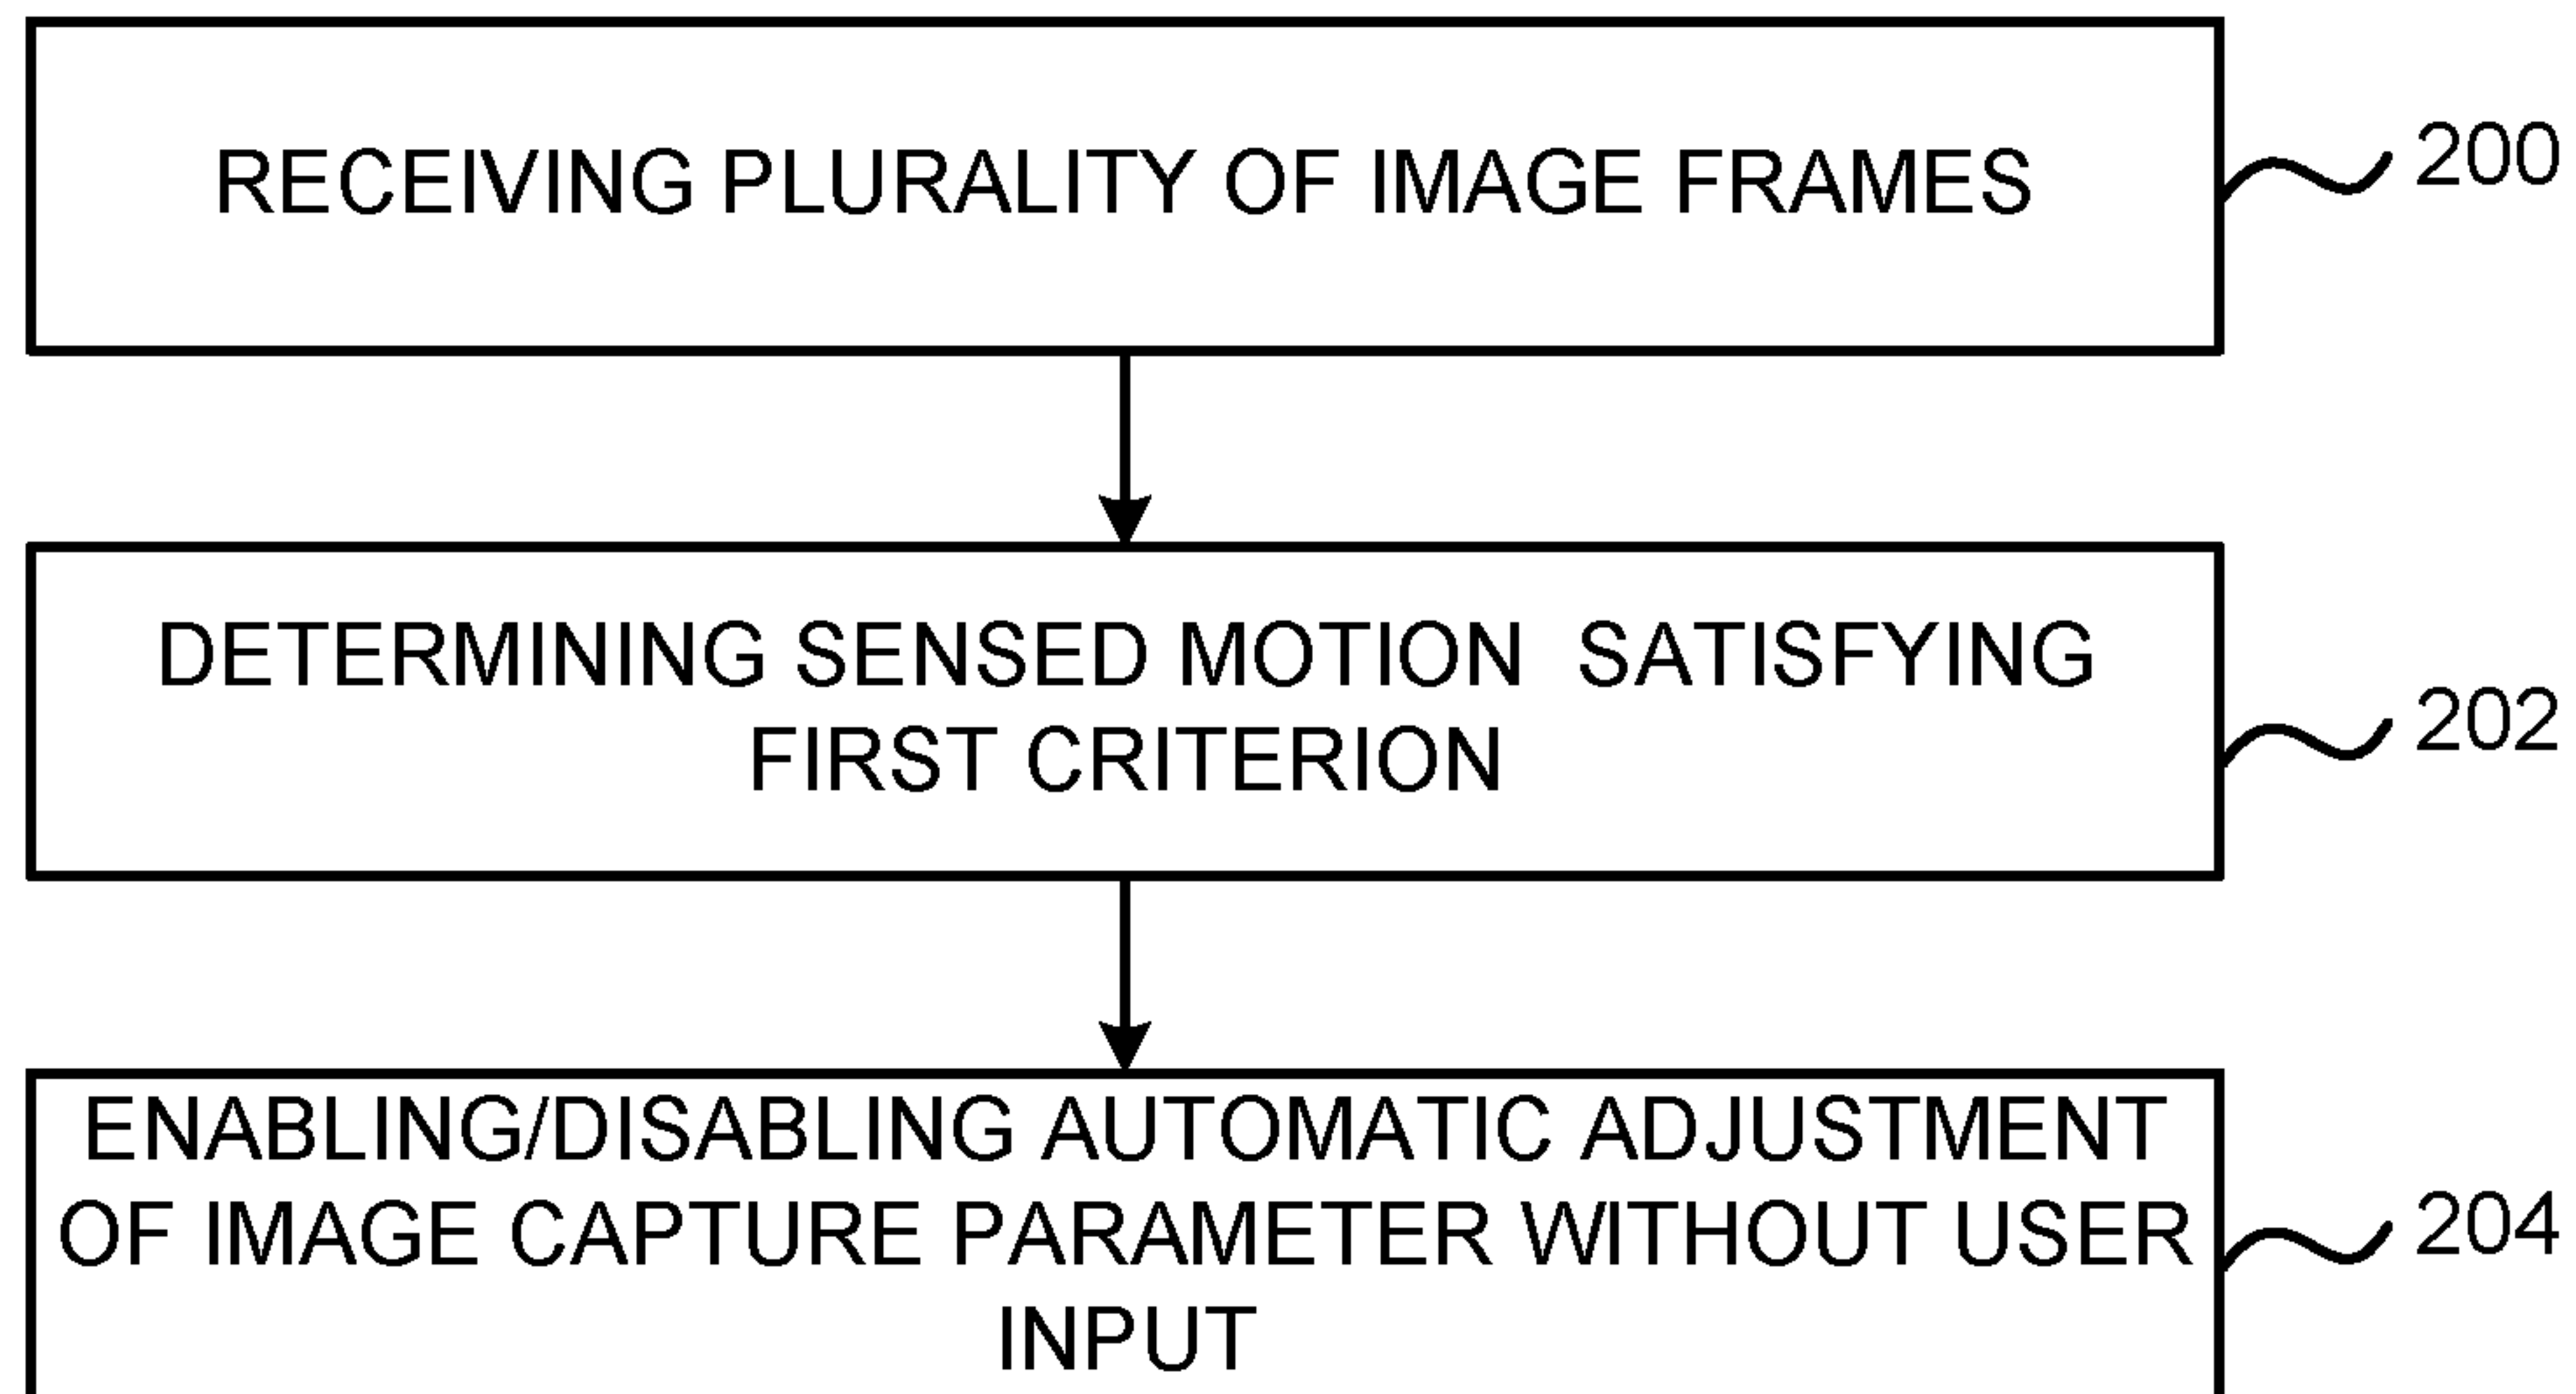 RECEIVING PLURALITY OF IMAGE FRAMES
200
DETERMINING SENSED MOTION SATISFYING
FIRST CRITERION
202
ENABLING/DISABLING AUTOMATIC ADJUSTMENT
OF IMAGE CAPTURE PARAMETER WITHOUT USER
INPUT
204